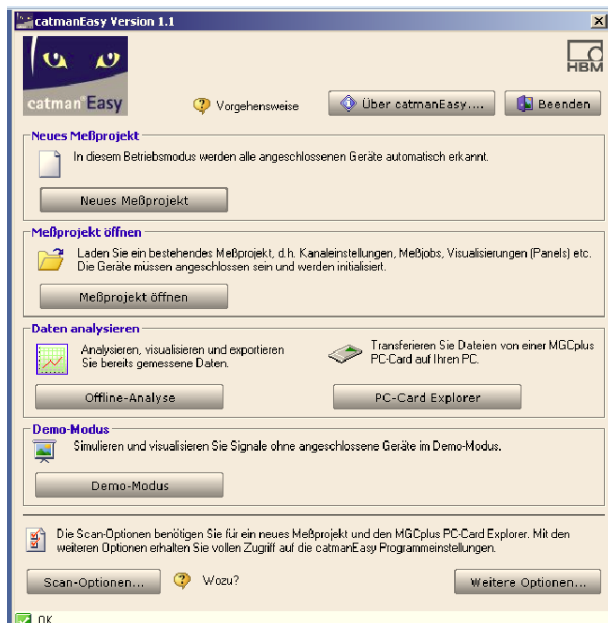 catmanEasy Version 1.1
HBM
catman®Easy
Vorgehensweise
Über catmanEasy....
Beenden
Neues Meßprojekt
In diesem Betriebsmodus werden alle angeschlossenen Geräte automatisch erkannt.
Neues Meßprojekt
Meßprojekt öffnen
Laden Sie ein bestehendes Meßprojekt, d.h. Kanaleinstellungen, Meßjobs, Visualisierungen (Panels) etc.
Die Geräte müssen angeschlossen sein und werden initialisiert.
Meßprojekt öffnen
Daten analysieren
Analysieren, visualisieren und exportieren
Sie bereits gemessene Daten.
Transferieren Sie Dateien von einer MGCplus
PC-Card auf Ihren PC.
Offline-Analyse
PC-Card Explorer
Demo-Modus
Simulieren und visualisieren Sie Signale ohne angeschlossene Geräte im Demo-Modus.
Demo-Modus
Die Scan-Optionen benötigen Sie für ein neues Meßprojekt und den MGCplus PC-Card Explorer. Mit den
weiteren Optionen erhalten Sie vollen Zugriff auf die catmanEasy Programmeinstellungen.
Scan-Optionen...
Wozu?
Weitere Optionen...
OK